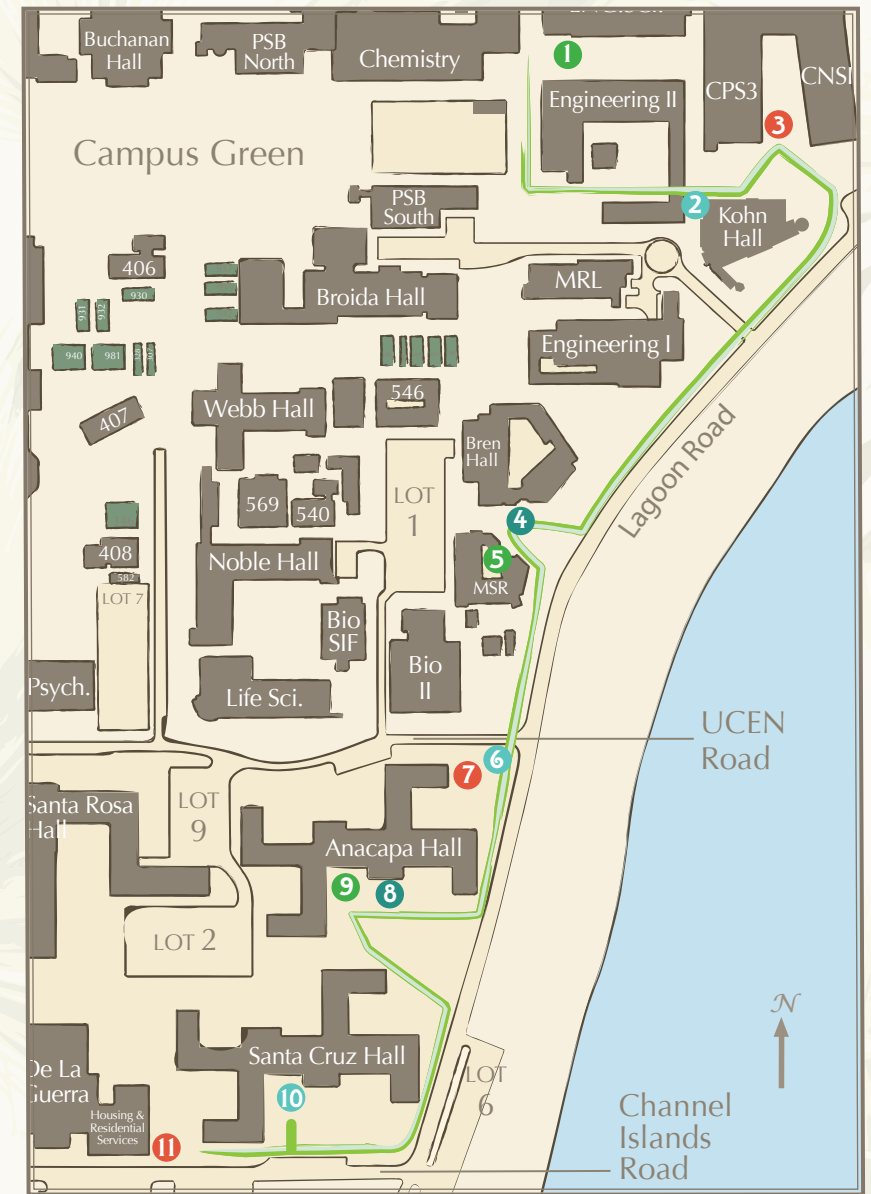 Buchanan
Hall
PSB
North
Chemistry
1
Engineering II
CPS3
CNSI
3
Campus Green
PSB
South
2
Kohn
Hall
406
930
931
932
Broida Hall
MRL
940
981
Engineering I
407
Webb Hall
546
Bren
Hall
Lagoon Road
LOT
1
569
540
4
408
582
LOT 7
Noble Hall
5
MSR
Bio
SIF
Bio
II
Psych.
Life Sci.
UCEN
Road
6
7
Santa Rosa
Hall
LOT
9
Anacapa Hall
9
8
LOT 2
N
De La
Guerra
Santa Cruz Hall
LOT
6
Housing &
Residential
Services
10
11
Channel
Islands
Road